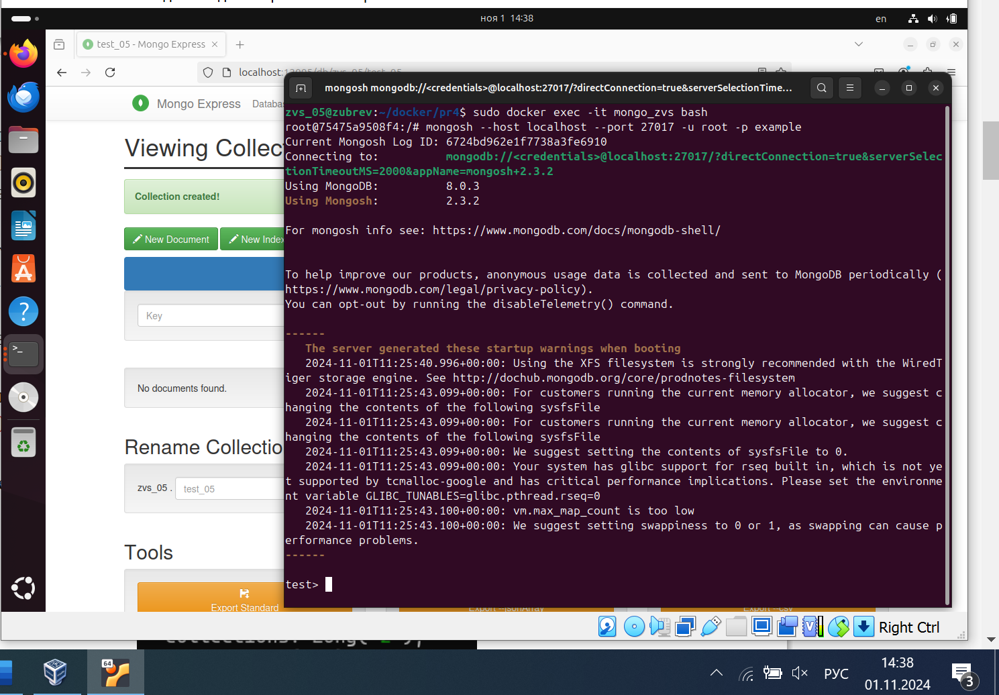 ноя 1 14:38
en
test_05 - Mongo Express
localhost:13005/db/zvs_05/test_05
Mongo Express
Viewing Collec
Collection created!
New Document
New Index
Key
No documents found.
Rename Collectio
zvs_05 .
test_05
Tools
Export Standard
Export --jsonArray
Export --csv
mongosh mongodb://<credentials>@localhost:27017/?directConnection=true&serverSelectionTime...
zvs_05@zubrev:~/docker/pr4$ sudo docker exec -it mongo_zvs bash
root@75475a9508f4:/# mongosh --host localhost --port 27017 -u root -p example
Current Mongosh Log ID: 6724bd962e1f7738a3fe6910
Connecting to: mongodb://<credentials>@localhost:27017/?directConnection=true&serverSelec
tionTimeoutMS=2000&appName=mongosh+2.3.2
Using MongoDB: 8.0.3
Using Mongosh: 2.3.2
For mongosh info see: https://www.mongodb.com/docs/mongodb-shell/
To help improve our products, anonymous usage data is collected and sent to MongoDB periodically (
https://www.mongodb.com/legal/privacy-policy).
You can opt-out by running the disableTelemetry() command.
------
The server generated these startup warnings when booting
2024-11-01T11:25:40.996+00:00: Using the XFS filesystem is strongly recommended with the WiredT
iger storage engine. See http://dochub.mongodb.org/core/prodnotes-filesystem
2024-11-01T11:25:43.099+00:00: For customers running the current memory allocator, we suggest c
hanging the contents of the following sysfsFile
2024-11-01T11:25:43.099+00:00: For customers running the current memory allocator, we suggest c
hanging the contents of the following sysfsFile
2024-11-01T11:25:43.099+00:00: We suggest setting the contents of sysfsFile to 0.
2024-11-01T11:25:43.099+00:00: Your system has glibc support for rseq built in, which is not ye
t supported by tcmalloc-google and has critical performance implications. Please set the environme
nt variable GLIBC_TUNABLES=glibc.pthread.rseq=0
2024-11-01T11:25:43.100+00:00: vm.max_map_count is too low
2024-11-01T11:25:43.100+00:00: We suggest setting swappiness to 0 or 1, as swapping can cause p
erformance problems.
------
test>
Right Ctrl
64
РУС
14:38
01.11.2024
3